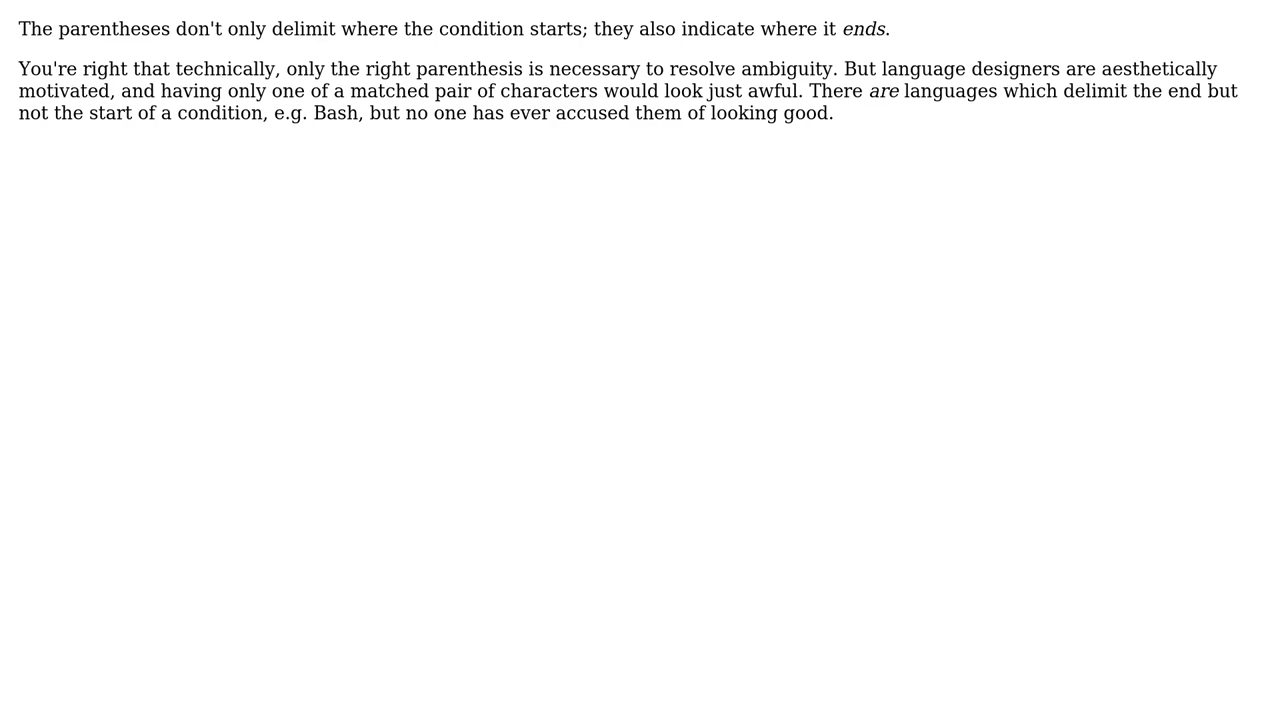 The parentheses don't only delimit where the condition starts; they also indicate where it ends.
You're right that technically, only the right parenthesis is necessary to resolve ambiguity. But language designers are aesthetically
motivated, and having only one of a matched pair of characters would look just awful. There are languages which delimit the end but
not the start of a condition, e.g. Bash, but no one has ever accused them of looking good.